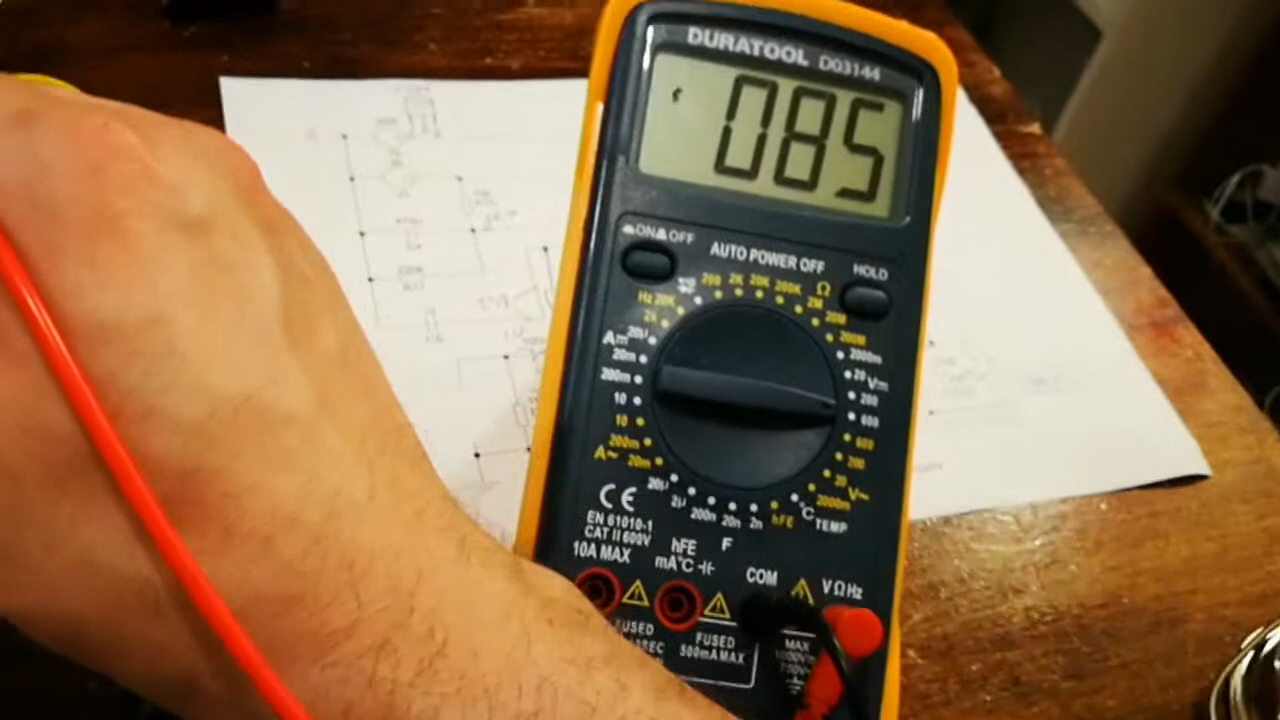 DURATOOL D03144
085
ON OFF
AUTO POWER OFF
HOLD
200 2K 20K 200K Ω
2M
20M
200M
Hz 20K
2k
A 20μ
20m
200m
10
10
200m
A~ 20m
2000m
20 V
200
600
600
200
20
2000m V~
20μ 2μ 200n 20n 2n hFE °C TEMP
F
CE
EN 61010-1
CAT II 600V
10A MAX
hFE
mA°C
COM
VΩHz
FUSED
FUSED
500mA MAX
MAX